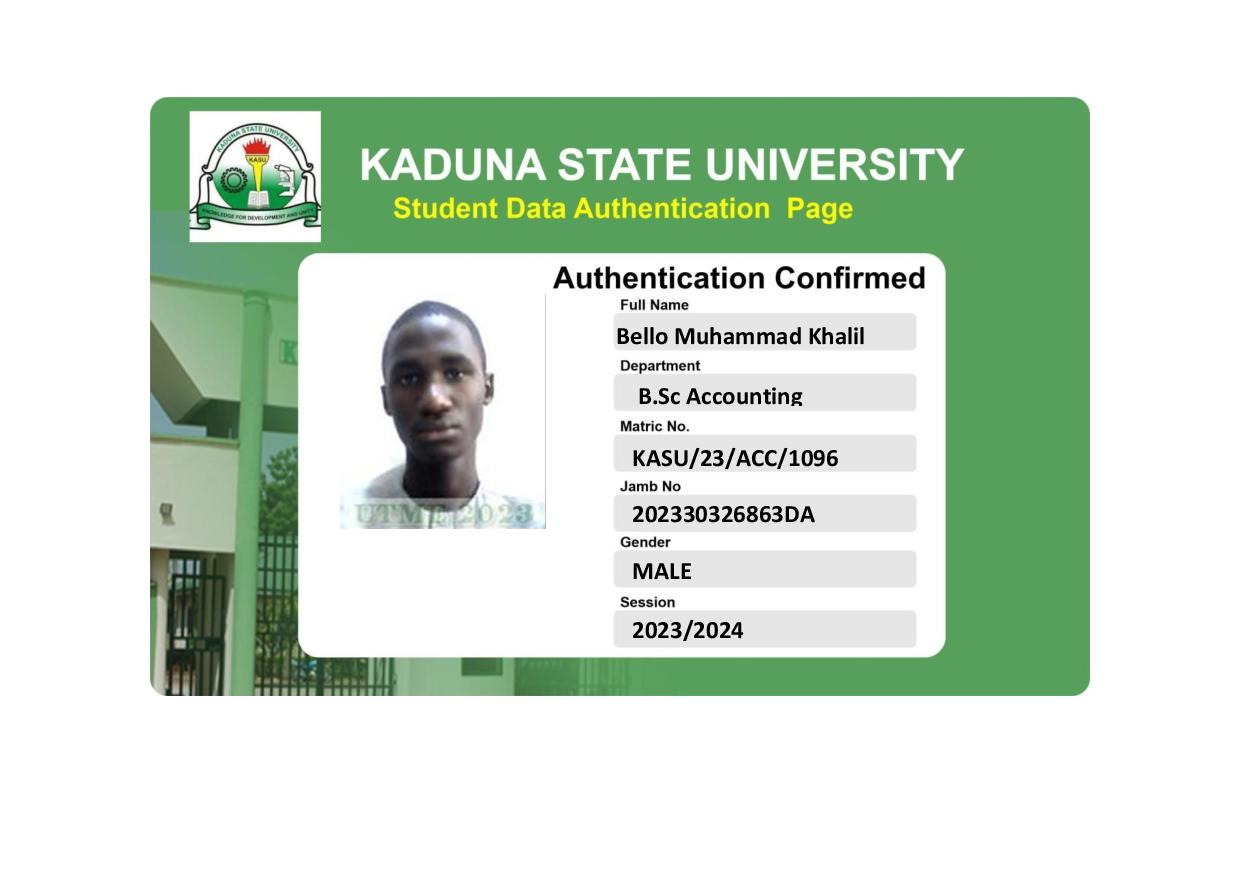 KADUNA STATE UNIVERSITY
KASU
KNOWLEDGE FOR DEVELOPMENT AND UNITY
KADUNA STATE UNIVERSITY
Student Data Authentication Page
Authentication Confirmed
Full Name
Bello Muhammad Khalil
Department
B.Sc Accounting
Matric No.
KASU/23/ACC/1096
Jamb No
202330326863DA
Gender
MALE
Session
2023/2024
UTME 2023
K